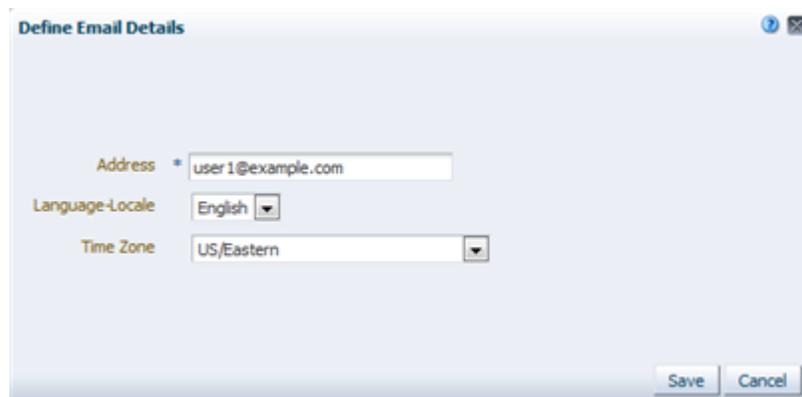 Define Email Details
Address * user1@example.com
Language-Locale English
Time Zone US/Eastern
Save Cancel